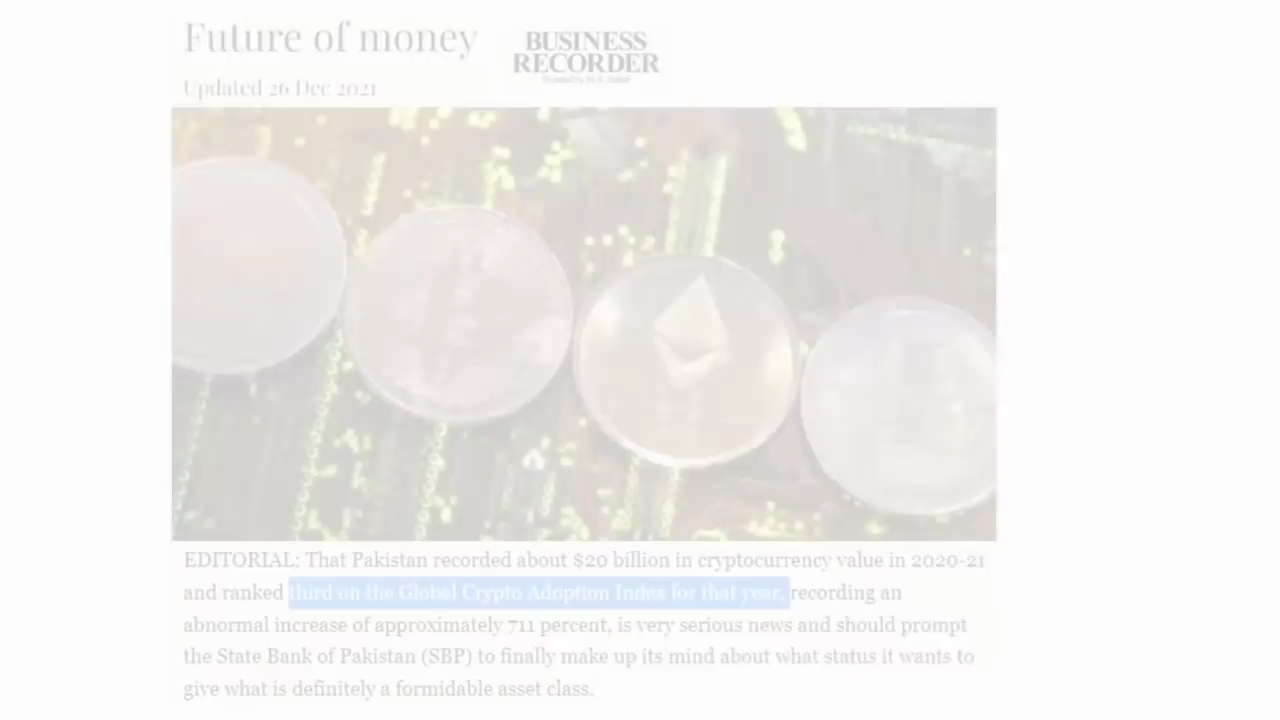 Future of money
BUSINESS
RECORDER
Updated 26 Dec 2021
EDITORIAL: That Pakistan recorded about $20 billion in cryptocurrency value in 2020-21
and ranked third on the Global Crypto Adoption Index for that year, recording an
abnormal increase of approximately 711 percent, is very serious news and should prompt
the State Bank of Pakistan (SBP) to finally make up its mind about what status it wants to
give what is definitely a formidable asset class.